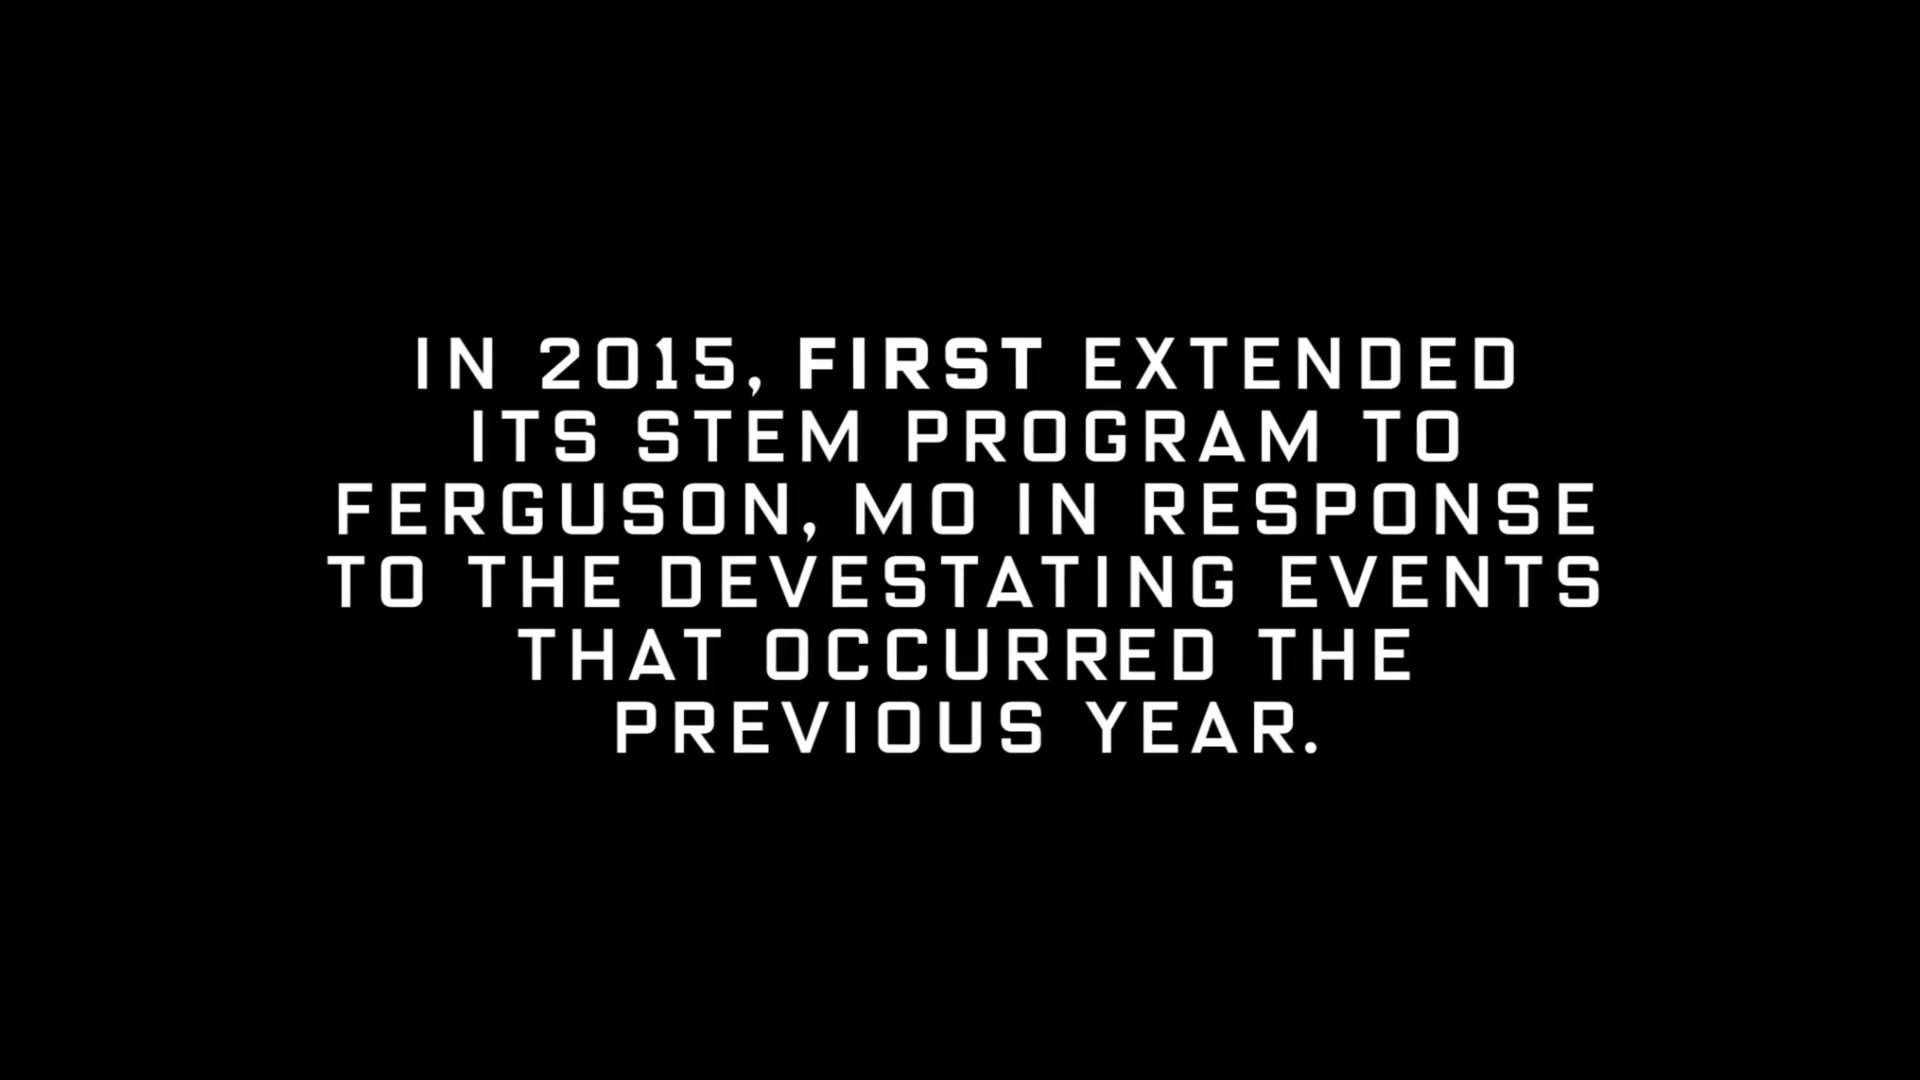 IN 2015, FIRST EXTENDED
ITS STEM PROGRAM TO
FERGUSON, MO IN RESPONSE
TO THE DEVESTATING EVENTS
THAT OCCURRED THE
PREVIOUS YEAR.